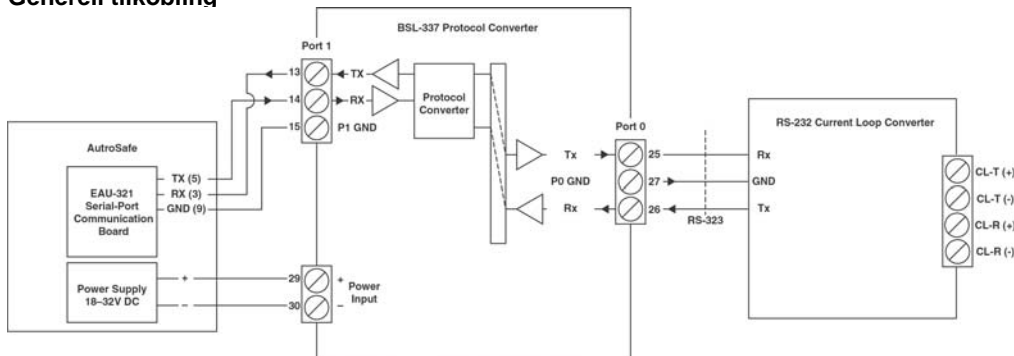 Generell tilkobling
BSL-337 Protocol Converter
Port 1
13
TX
14
RX
15
P1 GND
Protocol
Converter
AutroSafe
TX (5)
RX (3)
GND (9)
EAU-321
Serial-Port
Communication
Board
Power Supply
18–32V DC
+
–
29
+
30
–
Power
Input
Port 0
Tx
25
P0 GND
27
Rx
26
RS-323
RS-232 Current Loop Converter
Rx
GND
Tx
CL-T (+)
CL-T (-)
CL-R (+)
CL-R (-)